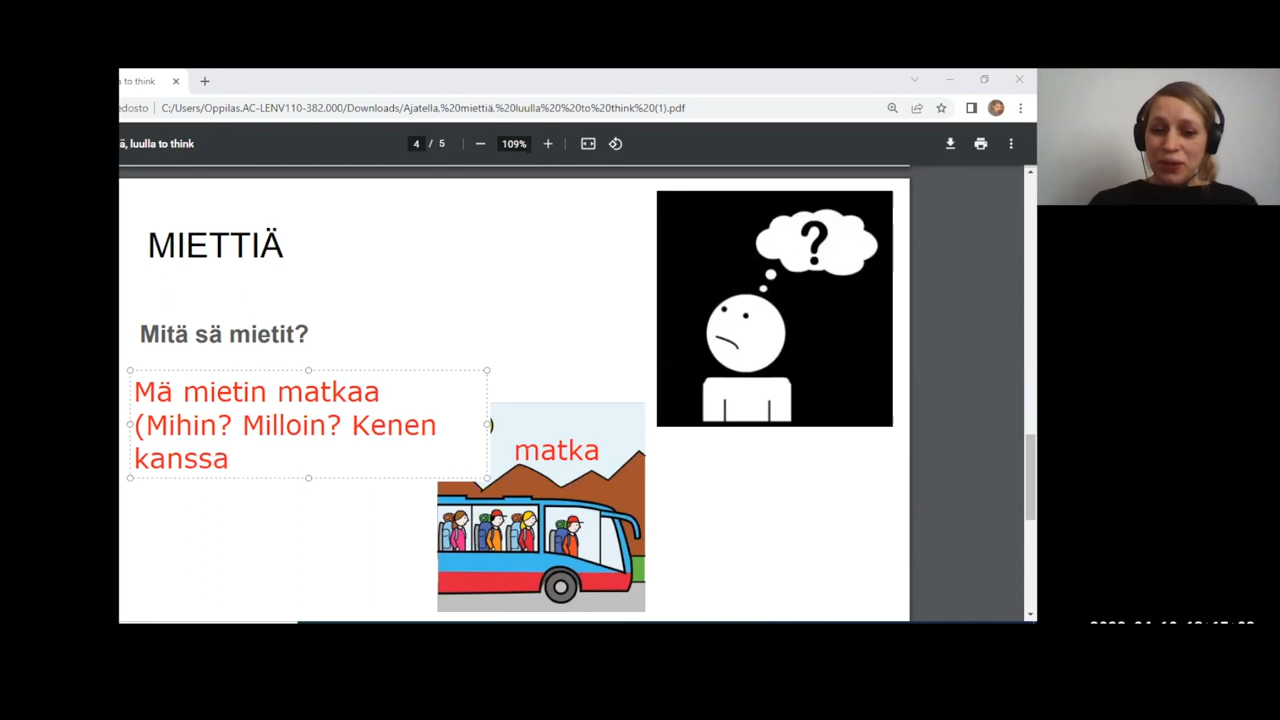 a to think
edosto
C:/Users/Oppilas.AC-LENV110-382.000/Downloads/Ajatella,%20miettiä,%20luulla%20%20to%20think%20(1).pdf
ä, luulla to think
4 / 5
109%
MIETTIÄ
?
Mitä sä mietit?
Mä mietin matkaa
(Mihin? Milloin? Kenen
kanssa
matka